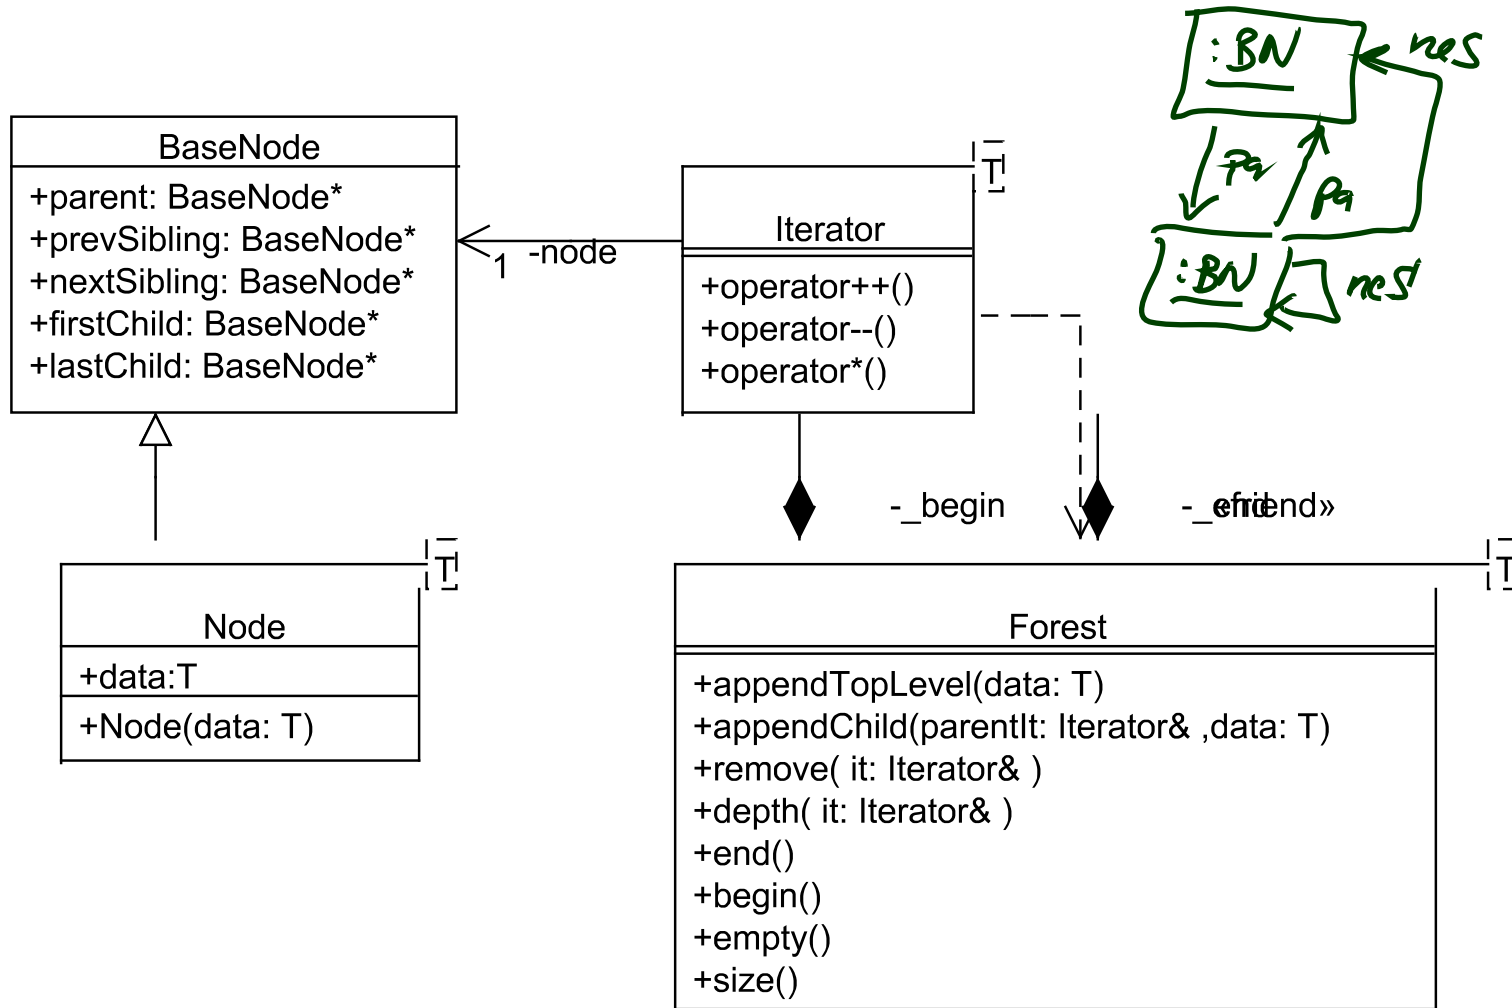 :BN
neS
pa
pa
:BN
neS
BaseNode
+parent: BaseNode*
+prevSibling: BaseNode*
+nextSibling: BaseNode*
+firstChild: BaseNode*
+lastChild: BaseNode*
1
-node
T
Iterator
+operator++()
+operator--()
+operator*()
-_begin
-_end
«friend»
T
Node
+data:T
+Node(data: T)
T
Forest
+appendTopLevel(data: T)
+appendChild(parentIt: Iterator& ,data: T)
+remove( it: Iterator& )
+depth( it: Iterator& )
+end()
+begin()
+empty()
+size()